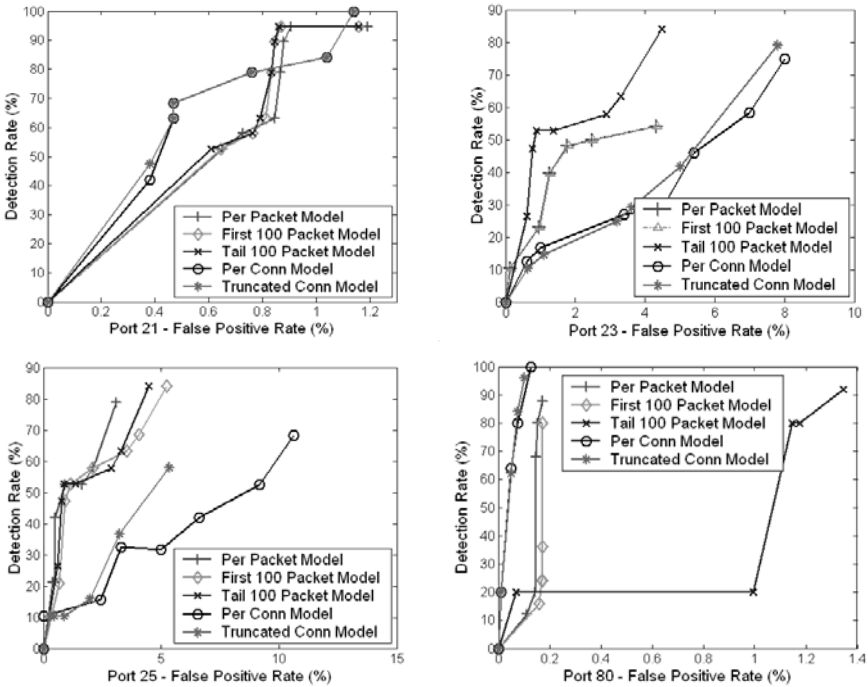 100
90
80
70
60
50
40
30
20
10
0
Detection Rate (%)
Per Packet Model
First 100 Packet Model
Tail 100 Packet Model
Per Conn Model
Truncated Conn Model
0 0.2 0.4 0.6 0.8 1 1.2
Port 21 - False Positive Rate (%)
90
80
70
60
50
40
30
20
10
0
Detection Rate (%)
Per Packet Model
First 100 Packet Model
Tail 100 Packet Model
Per Conn Model
Truncated Conn Model
0 2 4 6 8 10
Port 23 - False Positive Rate (%)
90
80
70
60
50
40
30
20
10
0
Detection Rate (%)
Per Packet Model
First 100 Packet Model
Tail 100 Packet Model
Per Conn Model
Truncated Conn Model
0 5 10 15
Port 25 - False Positive Rate (%)
100
90
80
70
60
50
40
30
20
10
0
Detection Rate (%)
Per Packet Model
First 100 Packet Model
Tail 100 Packet Model
Per Conn Model
Truncated Conn Model
0 0.2 0.4 0.6 0.8 1 1.2 1.4
Port 80 - False Positive Rate (%)